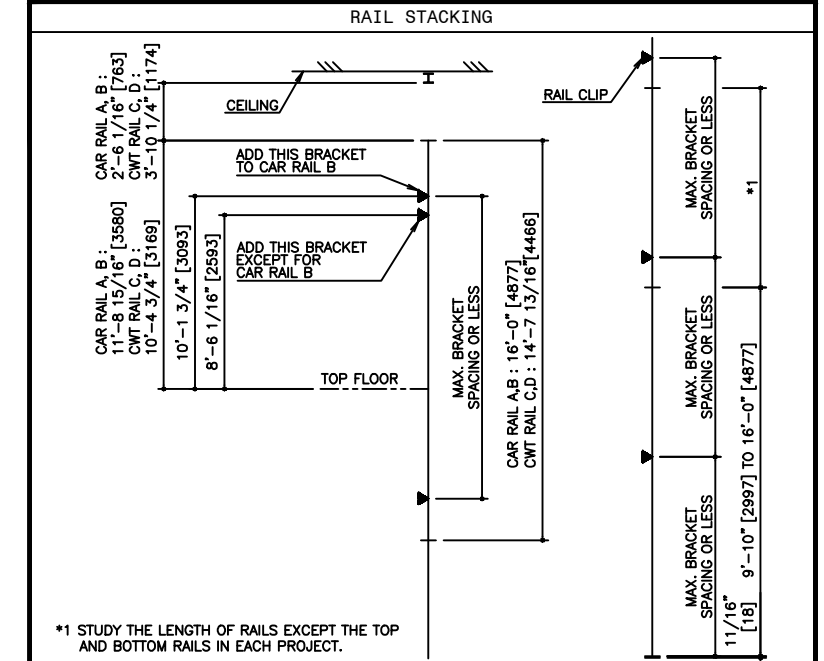 RAIL STACKING
CAR RAIL A, B :
2'-6 1/16" [763]
CWT RAIL C, D :
3'-10 1/4" [1174]
CEILING
RAIL CLIP
ADD THIS BRACKET
TO CAR RAIL B
ADD THIS BRACKET
EXCEPT FOR
CAR RAIL B
CAR RAIL A, B :
11'-8 15/16" [3580]
CWT RAIL C, D :
10'-4 3/4" [3169]
10'-1 3/4" [3093]
8'-6 1/16" [2593]
TOP FLOOR
MAX. BRACKET
SPACING OR LESS
CAR RAIL A,B : 16'-0" [4877]
CWT RAIL C,D : 14'-7 13/16"[4466]
MAX. BRACKET
SPACING OR LESS
*1
MAX. BRACKET
SPACING OR LESS
9'-10" [2997] TO 16'-0" [4877]
MAX. BRACKET
SPACING OR LESS
11/16"
[18]
*1 STUDY THE LENGTH OF RAILS EXCEPT THE TOP
AND BOTTOM RAILS IN EACH PROJECT.